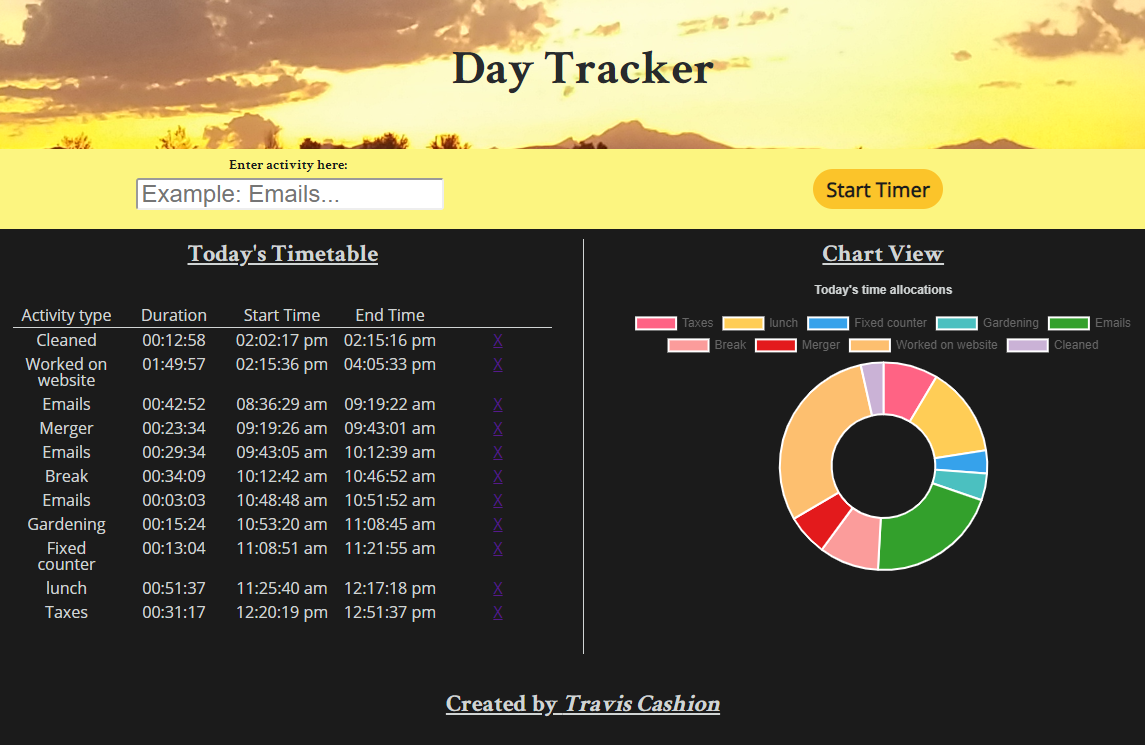 Day Tracker
Enter activity here:
Example: Emails...
Start Timer
Today's Timetable
Activity type Duration Start Time End Time
Cleaned 00:12:58 02:02:17 pm 02:15:16 pm X
Worked on
website 01:49:57 02:15:36 pm 04:05:33 pm X
Emails 00:42:52 08:36:29 am 09:19:22 am X
Merger 00:23:34 09:19:26 am 09:43:01 am X
Emails 00:29:34 09:43:05 am 10:12:39 am X
Break 00:34:09 10:12:42 am 10:46:52 am X
Emails 00:03:03 10:48:48 am 10:51:52 am X
Gardening 00:15:24 10:53:20 am 11:08:45 am X
Fixed
counter 00:13:04 11:08:51 am 11:21:55 am X
lunch 00:51:37 11:25:40 am 12:17:18 pm X
Taxes 00:31:17 12:20:19 pm 12:51:37 pm X
Chart View
Today's time allocations
Taxes lunch Fixed counter Gardening Emails
Break Merger Worked on website Cleaned
Created by Travis Cashion